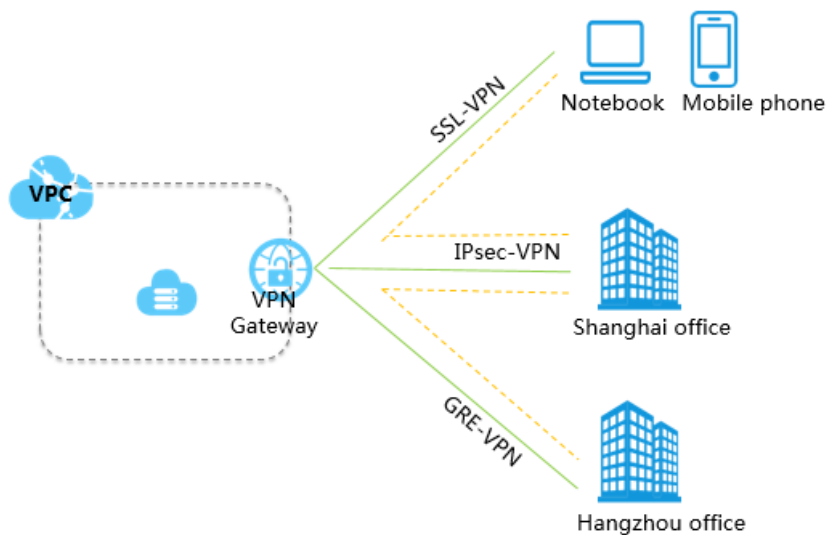 SSL-VPN
Notebook
Mobile phone
VPC
IPsec-VPN
VPN
Gateway
Shanghai office
GRE-VPN
Hangzhou office